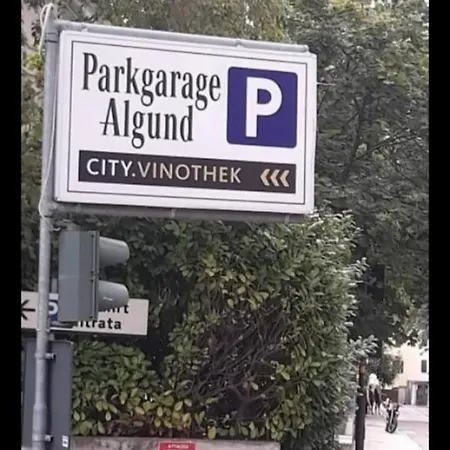 Parkgarage
Algund
P
CITY.VINOTHEK
P